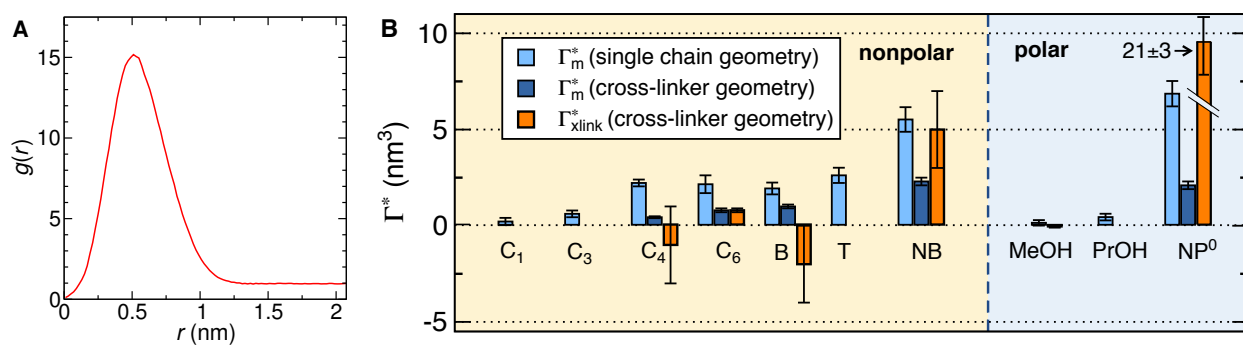 A
g(r)
15
10
5
0
0
0.5
1
1.5
2
r (nm)
B
Γ* (nm³)
10
5
0
-5
Γ*ₘ (single chain geometry)
Γ*ₘ (cross-linker geometry)
Γ*xlink (cross-linker geometry)
nonpolar
polar
21±3
C₁
C₃
C₄
C₆
B
T
NB
MeOH
PrOH
NP⁰